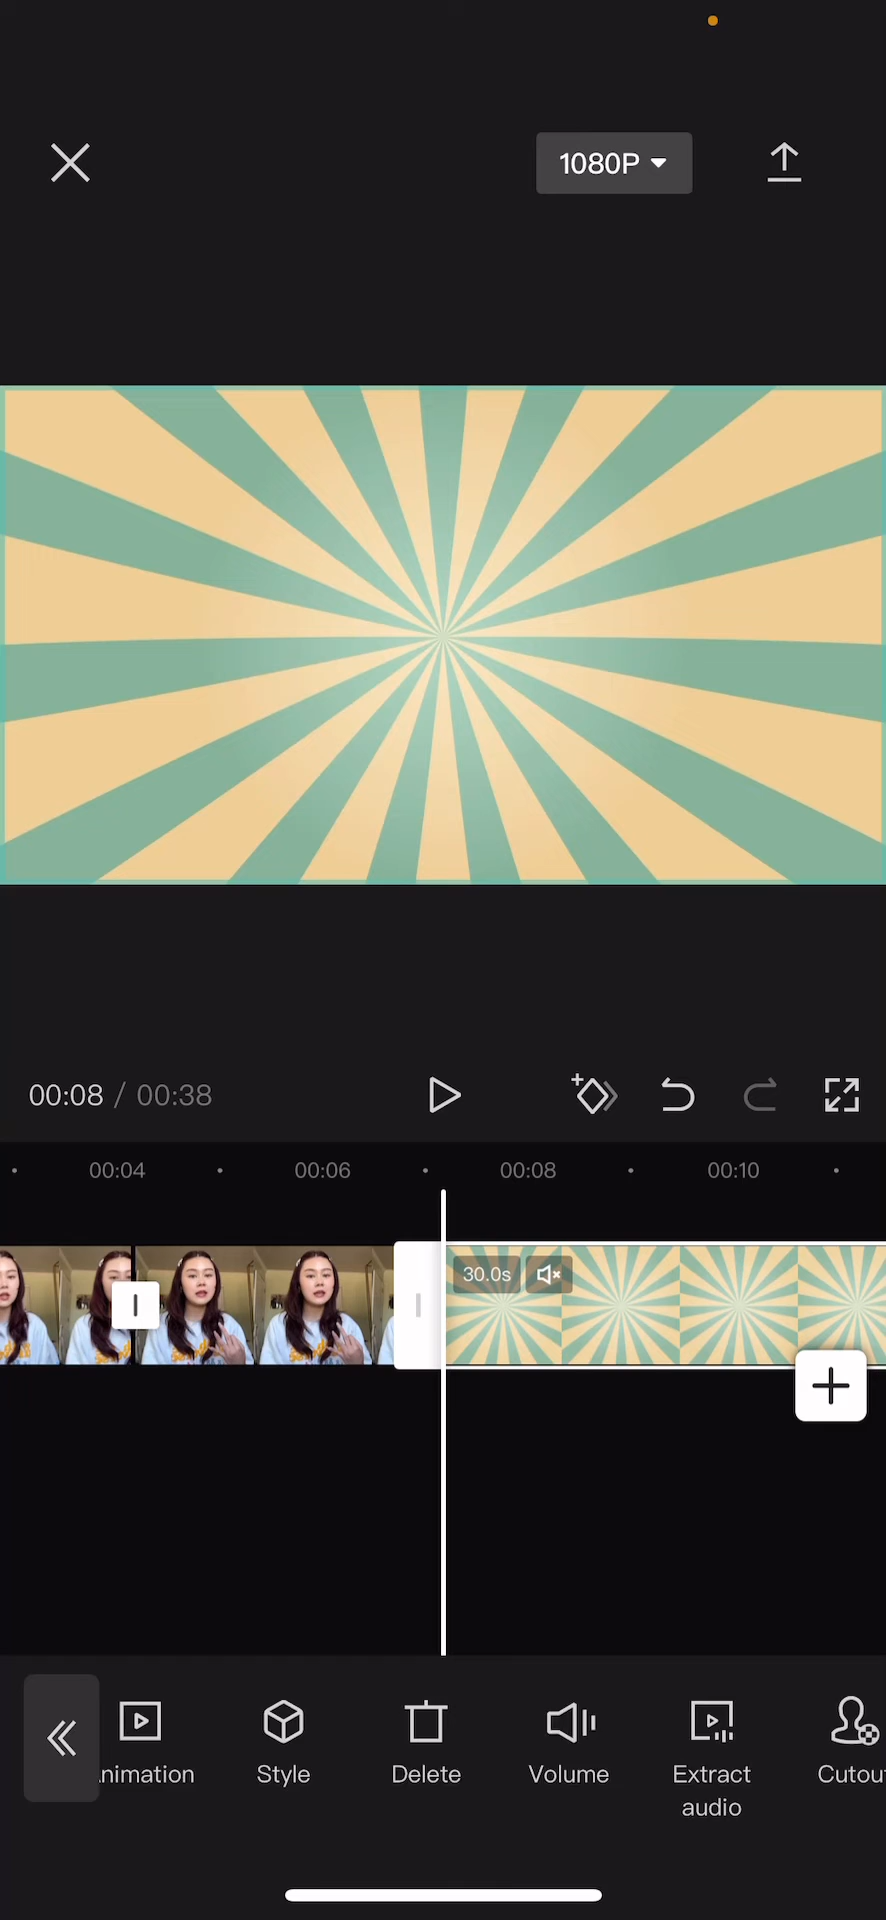 1080P
00:08 / 00:38
00:04 00:06 00:08 00:10
30.0s
nimation Style Delete Volume Extract audio Cutou